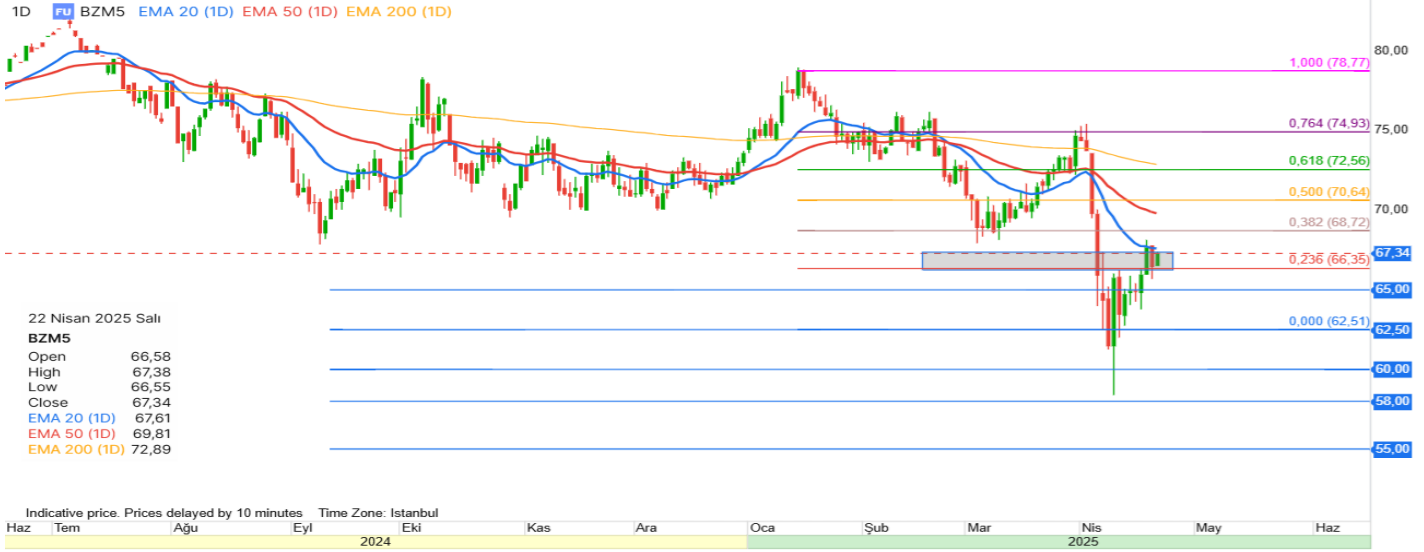 1D FU BZM5 EMA 20 (1D) EMA 50 (1D) EMA 200 (1D)
80,00
1,000 (78,77)
75,00
0,764 (74,93)
0,618 (72,56)
0,500 (70,64)
70,00
0,382 (68,72)
67,34
0,236 (66,35)
65,00
0,000 (62,51)
62,50
60,00
58,00
55,00
22 Nisan 2025 Salı
BZM5
Open 66,58
High 67,38
Low 66,55
Close 67,34
EMA 20 (1D) 67,61
EMA 50 (1D) 69,81
EMA 200 (1D) 72,89
Indicative price. Prices delayed by 10 minutes Time Zone: Istanbul
Haz Tem Ağu Eyl Eki Kas Ara Oca Şub Mar Nis May Haz
2024 2025